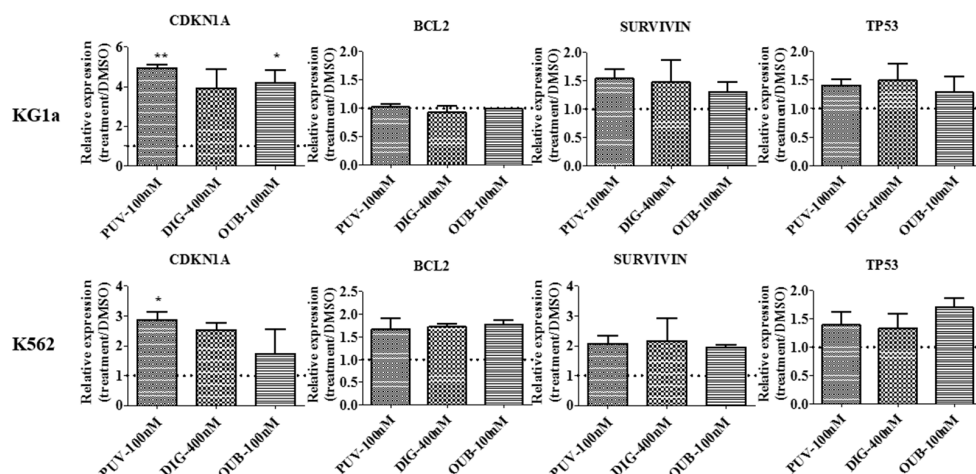 CDKN1A
BCL2
SURVIVIN
TP53
KG1a
Relative expression
(treatment/DMSO)
6
4
2
0
**
*
PUV-100nM
DIG-400nM
OUB-100nM
Relative expression
(treatment/DMSO)
2.0
1.5
1.0
0.5
0.0
PUV-100nM
DIG-400nM
OUB-100nM
Relative expression
(treatment/DMSO)
2.0
1.5
1.0
0.5
0.0
PUV-100nM
DIG-400nM
OUB-100nM
Relative expression
(treatment/DMSO)
2.0
1.5
1.0
0.5
0.0
PUV-100nM
DIG-400nM
OUB-100nM
CDKN1A
BCL2
SURVIVIN
TP53
K562
Relative expression
(treatment/DMSO)
4
3
2
1
0
*
PUV-100nM
DIG-400nM
OUB-100nM
Relative expression
(treatment/DMSO)
2.5
2.0
1.5
1.0
0.5
0.0
PUV-100nM
DIG-400nM
OUB-100nM
Relative expression
(treatment/DMSO)
4
3
2
1
0
PUV-100nM
DIG-400nM
OUB-100nM
Relative expression
(treatment/DMSO)
2.0
1.5
1.0
0.5
0.0
PUV-100nM
DIG-400nM
OUB-100nM